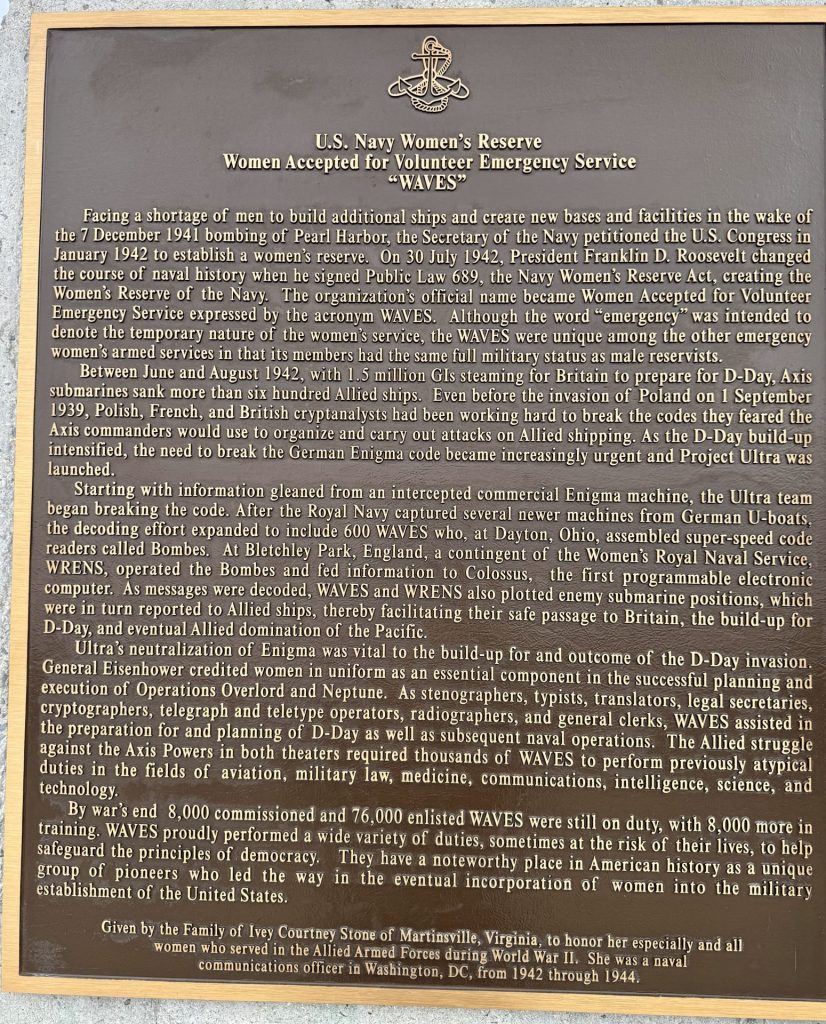 U.S. Navy Women's Reserve
Women Accepted for Volunteer Emergency Service
"WAVES"
Facing a shortage of men to build additional ships and create new bases and facilities in the wake of
the 7 December 1941 bombing of Pearl Harbor, the Secretary of the Navy petitioned the U.S. Congress in
January 1942 to establish a women's reserve. On 30 July 1942, President Franklin D. Roosevelt changed
the course of naval history when he signed Public Law 689, the Navy Women's Reserve Act, creating the
Women's Reserve of the Navy. The organization's official name became Women Accepted for Volunteer
Emergency Service expressed by the acronym WAVES. Although the word "emergency" was intended to
denote the temporary nature of the women's service, the WAVES were unique among the other emergency
women's armed services in that its members had the same full military status as male reservists.
Between June and August 1942, with 1.5 million GIs steaming for Britain to prepare for D-Day, Axis
submarines sank more than six hundred Allied ships. Even before the invasion of Poland on 1 September
1939, Polish, French, and British cryptanalysts had been working hard to break the codes they feared the
Axis commanders would use to organize and carry out attacks on Allied shipping. As the D-Day build-up
intensified, the need to break the German Enigma code became increasingly urgent and Project Ultra was
launched.
Starting with information gleaned from an intercepted commercial Enigma machine, the Ultra team
began breaking the code. After the Royal Navy captured several newer machines from German U-boats,
the decoding effort expanded to include 600 WAVES who, at Dayton, Ohio, assembled super-speed code
readers called Bombes. At Bletchley Park, England, a contingent of the Women's Royal Naval Service,
WRENS, operated the Bombes and fed information to Colossus, the first programmable electronic
computer. As messages were decoded, WAVES and WRENS also plotted enemy submarine positions, which
were in turn reported to Allied ships, thereby facilitating their safe passage to Britain, the build-up for
D-Day, and eventual Allied domination of the Pacific.
Ultra's neutralization of Enigma was vital to the build-up for and outcome of the D-Day invasion.
General Eisenhower credited women in uniform as an essential component in the successful planning and
execution of Operations Overlord and Neptune. As stenographers, typists, translators, legal secretaries,
cryptographers, telegraph and teletype operators, radiographers, and general clerks, WAVES assisted in
the preparation for and planning of D-Day as well as subsequent naval operations. The Allied struggle
against the Axis Powers in both theaters required thousands of WAVES to perform previously atypical
duties in the fields of aviation, military law, medicine, communications, intelligence, science, and
technology.
By war's end 8,000 commissioned and 76,000 enlisted WAVES were still on duty, with 8,000 more in
training. WAVES proudly performed a wide variety of duties, sometimes at the risk of their lives, to help
safeguard the principles of democracy. They have a noteworthy place in American history as a unique
group of pioneers who led the way in the eventual incorporation of women into the military
establishment of the United States.
Given by the Family of Ivey Courtney Stone of Martinsville, Virginia, to honor her especially and all
women who served in the Allied Armed Forces during World War II. She was a naval
communications officer in Washington, DC, from 1942 through 1944.